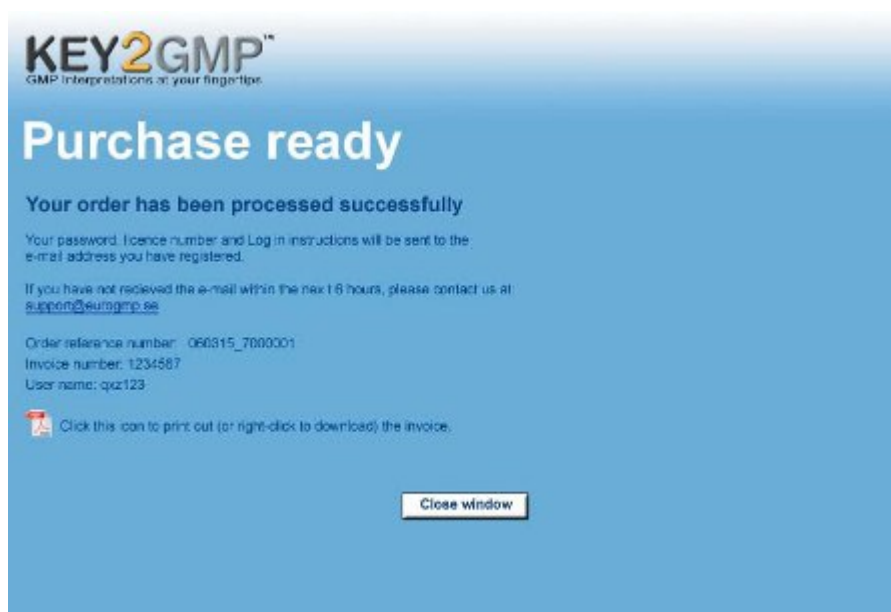 KEY2GMP™
GMP Interpretations at your fingertips
Purchase ready
Your order has been processed successfully
Your password, licence number and Log in instructions will be sent to the
e-mail address you have registered.
If you have not recieved the e-mail within the next 6 hours, please contact us at:
support@eurogmp.se
Order reference number: 060315_7000001
Invoice number: 1234567
User name: qxz123
Click this icon to print out (or right-click to download) the invoice.
Close window